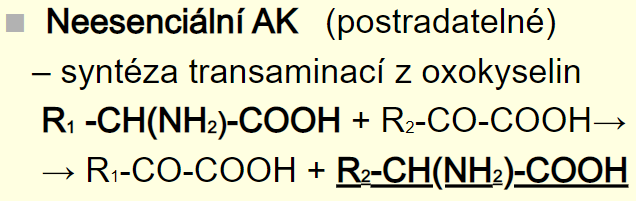 ■ Neesenciální AK (postradatelné)
– syntéza transaminací z oxokyselin
R₁ -CH(NH₂)-COOH + R₂-CO-COOH→
→ R₁-CO-COOH + R₂-CH(NH₂)-COOH